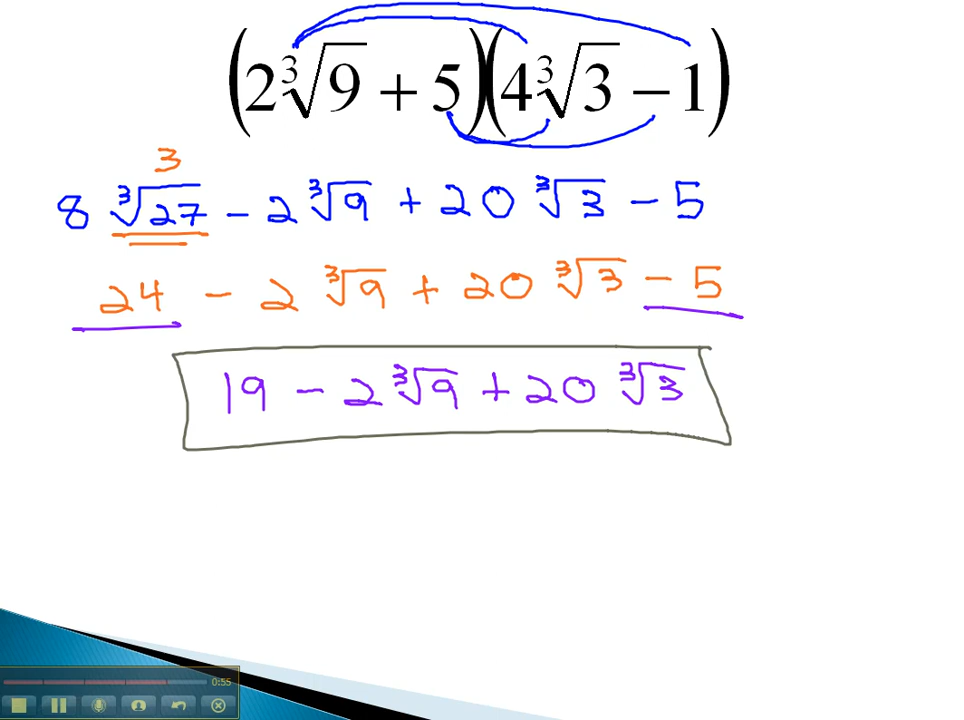 (2∛9 + 5)(4∛3 − 1)
3
8 ∛27 − 2 ∛9 + 20 ∛3 − 5
24 − 2 ∛9 + 20 ∛3 − 5
19 − 2 ∛9 + 20 ∛3
0:55